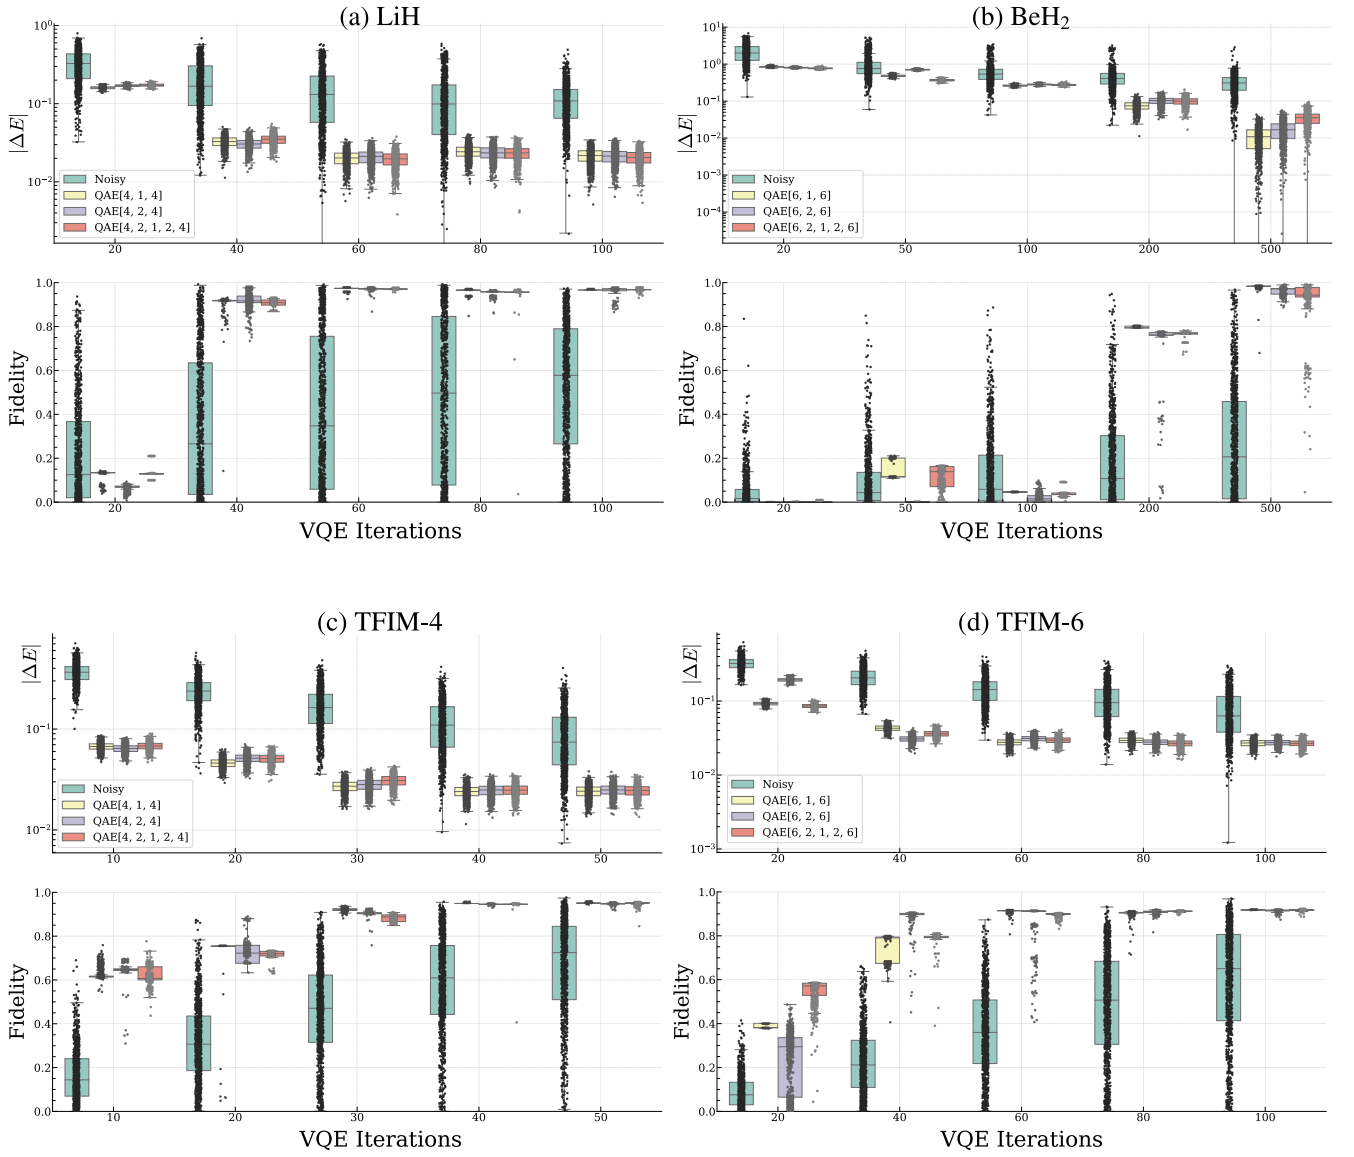 (a) LiH
(b) BeH₂
|ΔE|
10⁰
10⁻¹
10⁻²
Noisy
QAE[4, 1, 4]
QAE[4, 2, 4]
QAE[4, 2, 1, 2, 4]
20 40 60 80 100
|ΔE|
10¹
10⁰
10⁻¹
10⁻²
10⁻³
10⁻⁴
Noisy
QAE[6, 1, 6]
QAE[6, 2, 6]
QAE[6, 2, 1, 2, 6]
20 50 100 200 500
Fidelity
1.0
0.8
0.6
0.4
0.2
0.0
20 40 60 80 100
VQE Iterations
Fidelity
1.0
0.8
0.6
0.4
0.2
0.0
20 50 100 200 500
VQE Iterations
(c) TFIM-4
(d) TFIM-6
|ΔE|
10⁻¹
10⁻²
Noisy
QAE[4, 1, 4]
QAE[4, 2, 4]
QAE[4, 2, 1, 2, 4]
10 20 30 40 50
|ΔE|
10⁻¹
10⁻²
10⁻³
Noisy
QAE[6, 1, 6]
QAE[6, 2, 6]
QAE[6, 2, 1, 2, 6]
20 40 60 80 100
Fidelity
1.0
0.8
0.6
0.4
0.2
0.0
10 20 30 40 50
VQE Iterations
Fidelity
1.0
0.8
0.6
0.4
0.2
0.0
20 40 60 80 100
VQE Iterations